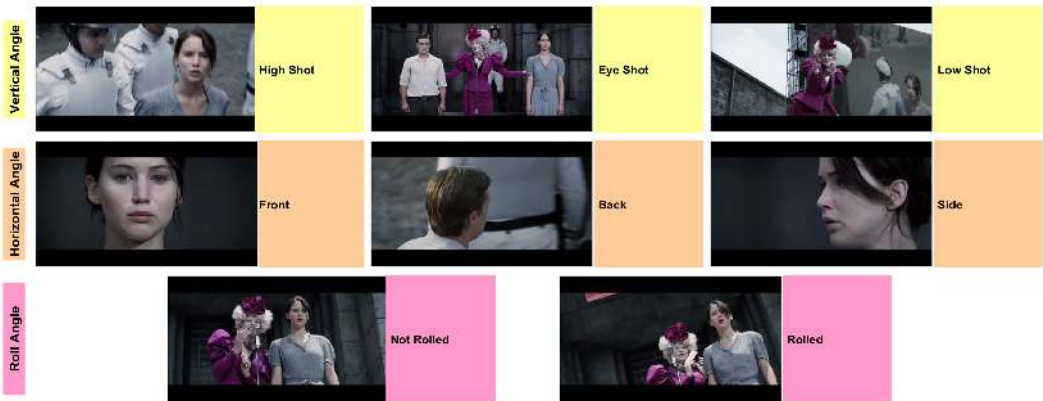 Vertical Angle
High Shot
Eye Shot
Low Shot
Horizontal Angle
Front
Back
Side
Roll Angle
Not Rolled
Rolled